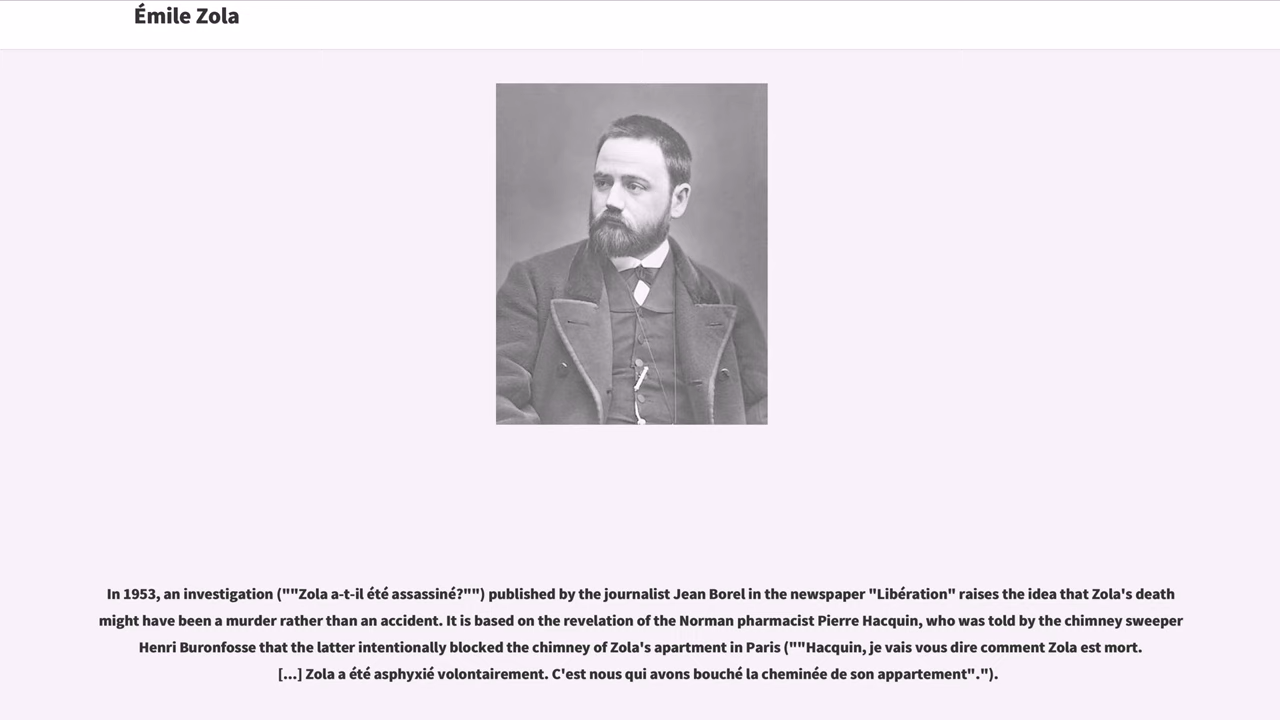 Émile Zola
In 1953, an investigation (""Zola a-t-il été assassiné?"") published by the journalist Jean Borel in the newspaper "Libération" raises the idea that Zola's death
might have been a murder rather than an accident. It is based on the revelation of the Norman pharmacist Pierre Hacquin, who was told by the chimney sweeper
Henri Buronfosse that the latter intentionally blocked the chimney of Zola's apartment in Paris (""Hacquin, je vais vous dire comment Zola est mort.
[...] Zola a été asphyxié volontairement. C'est nous qui avons bouché la cheminée de son appartement".").